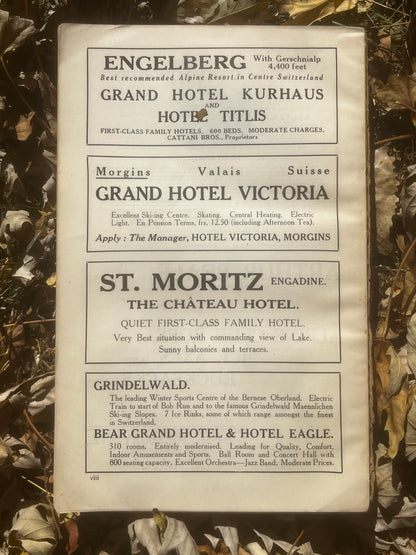 ENGELBERG With Gerschnialp
4,400 feet
Best recommended Alpine Resort in Centre Switzerland
GRAND HOTEL KURHAUS
AND
HOTEL TITLIS
FIRST-CLASS FAMILY HOTELS. 600 BEDS. MODERATE CHARGES.
CATTANI BROS., Proprietors
Morgins Valais Suisse
GRAND HOTEL VICTORIA
Excellent Ski-ing Centre. Skating. Central Heating. Electric
Light. En Pension Terms, frs. 12.50 (including Afternoon Tea).
Apply : The Manager, HOTEL VICTORIA, MORGINS
ST. MORITZ ENGADINE.
THE CHÂTEAU HOTEL.
QUIET FIRST-CLASS FAMILY HOTEL.
Very Best situation with commanding view of Lake.
Sunny balconies and terraces.
GRINDELWALD.
The leading Winter Sports Centre of the Bernese Oberland. Electric
Train to start of Bob Run and to the famous Grindelwald Maennlichen
Ski-ing Slopes. 7 Ice Rinks, some of which range amongst the finest
in Switzerland.
BEAR GRAND HOTEL & HOTEL EAGLE.
310 rooms. Entirely modernised. Leading for Quality, Comfort,
Indoor Amusements and Sports. Ball Room and Concert Hall with
800 seating capacity, Excellent Orchestra—Jazz Band, Moderate Prices.
viii